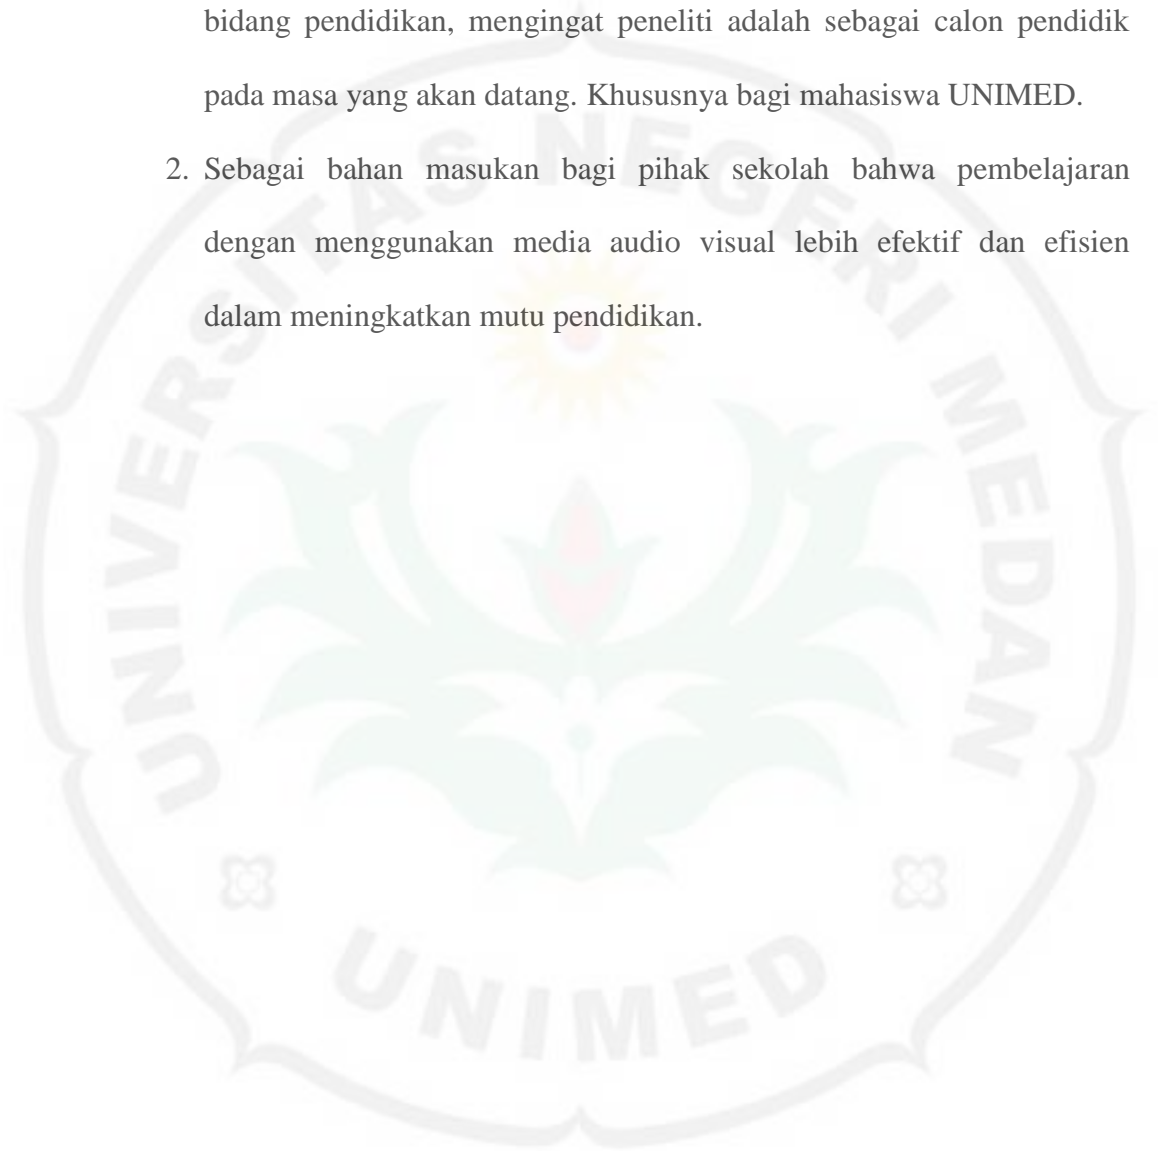 bidang pendidikan, mengingat peneliti adalah sebagai calon pendidik
pada masa yang akan datang. Khususnya bagi mahasiswa UNIMED.
2. Sebagai bahan masukan bagi pihak sekolah bahwa pembelajaran
dengan menggunakan media audio visual lebih efektif dan efisien
dalam meningkatkan mutu pendidikan.
UNIVERSITAS NEGERI MEDAN
UNIMED